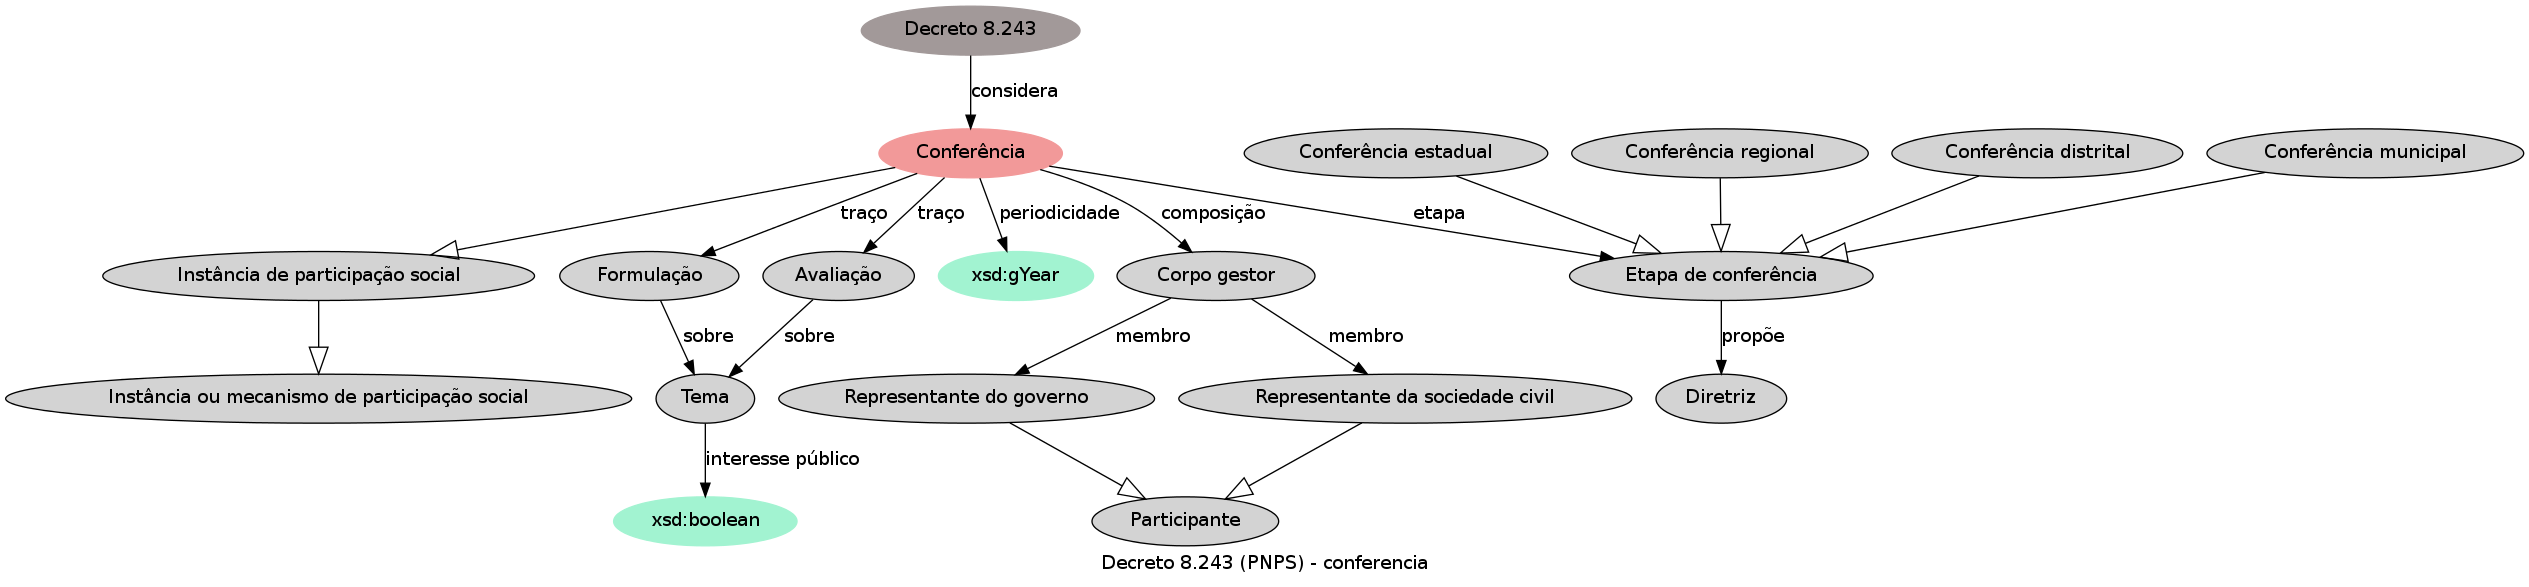 Decreto 8.243
considera
Conferência
Conferência estadual
Conferência regional
Conferência distrital
Conferência municipal
traço
traço
periodicidade
composição
etapa
Instância de participação social
Formulação
Avaliação
xsd:gYear
Corpo gestor
Etapa de conferência
sobre
sobre
membro
membro
propõe
Instância ou mecanismo de participação social
Tema
Representante do governo
Representante da sociedade civil
Diretriz
interesse público
xsd:boolean
Participante
Decreto 8.243 (PNPS) - conferencia